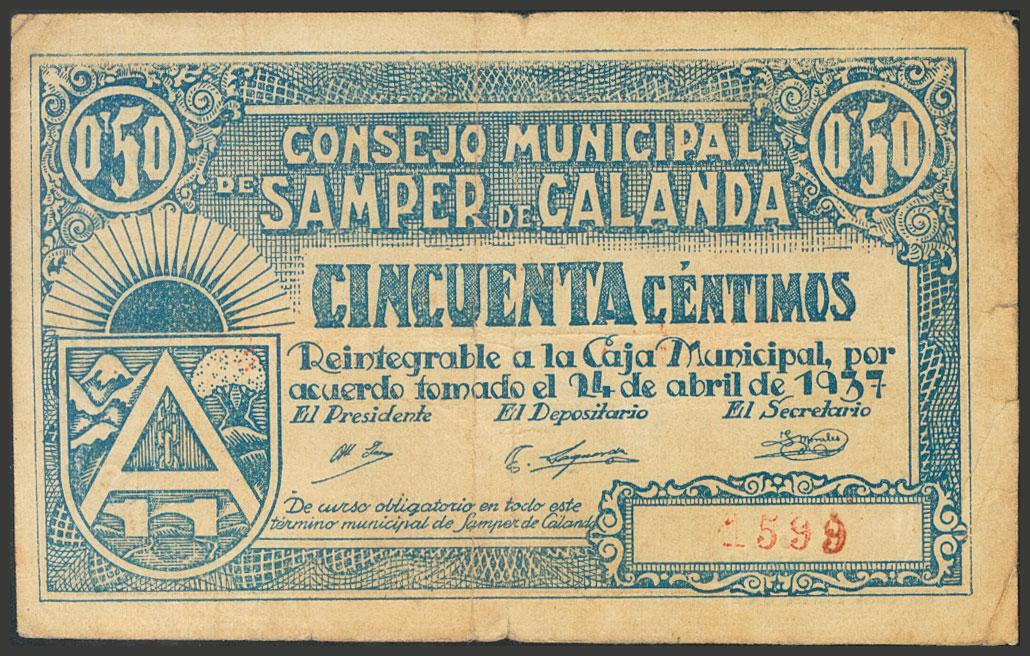 0'50
0'50
CONSEJO MUNICIPAL
DE SAMPER DE CALANDA
CINCUENTA CÉNTIMOS
Reintegrable a la Caja Municipal, por
acuerdo tomado el 24 de abril de 1937
El Presidente El Depositario El Secretario
Morales
De curso obligatorio en todo este
término municipal de Samper de Calanda
A
1599